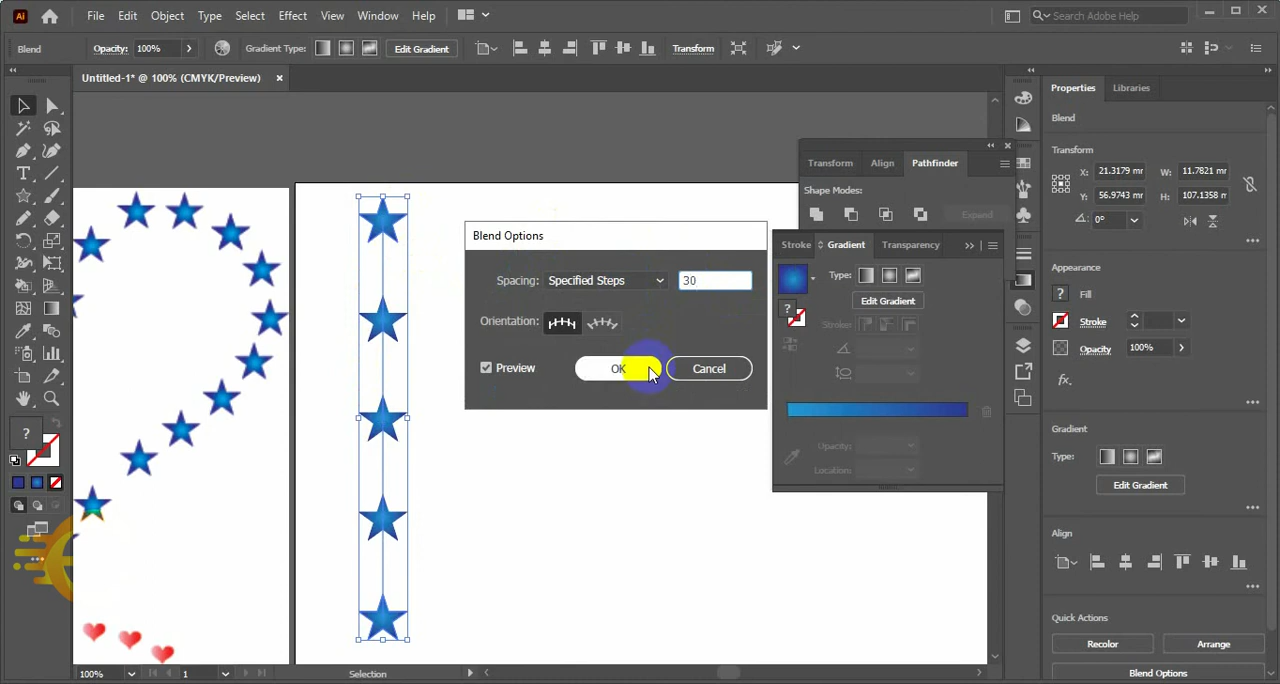 Ai
File Edit Object Type Select Effect View Window Help
Search Adobe Help
Blend
Opacity: 100%
Gradient Type:
Edit Gradient
Transform
Untitled-1* @ 100% (CMYK/Preview) ×
Properties Libraries
Blend
Transform
X: 21.3179 mr W: 11.7821 mr
Y: 56.9743 mr H: 107.1358 m
0°
Appearance
? Fill
Stroke
Opacity 100%
fx.
Gradient
Type:
Edit Gradient
Align
Quick Actions
Recolor Arrange
Blend Options
Transform Align Pathfinder
Shape Modes:
Expand
Stroke Gradient Transparency
Type:
Edit Gradient
Stroke:
Opacity:
Location:
Blend Options
Spacing: Specified Steps 30
Orientation:
Preview OK Cancel
?
100% 1 Selection